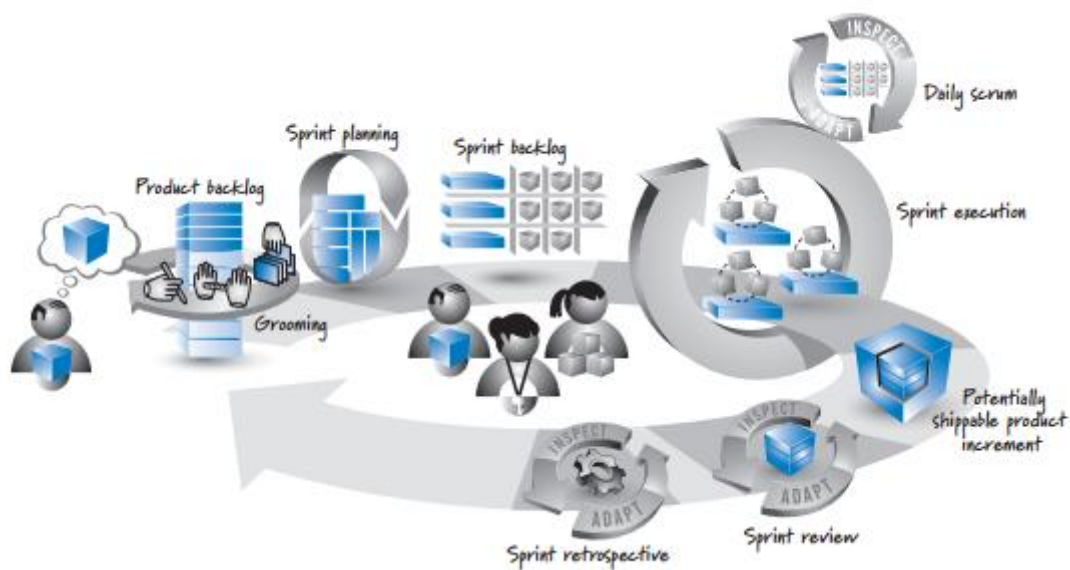 INSPECT
ADAPT
Daily scrum
Sprint planning
Sprint backlog
Product backlog
Sprint execution
Grooming
Potentially
shippable product
increment
INSPECT
ADAPT
Sprint review
INSPECT
ADAPT
Sprint retrospective